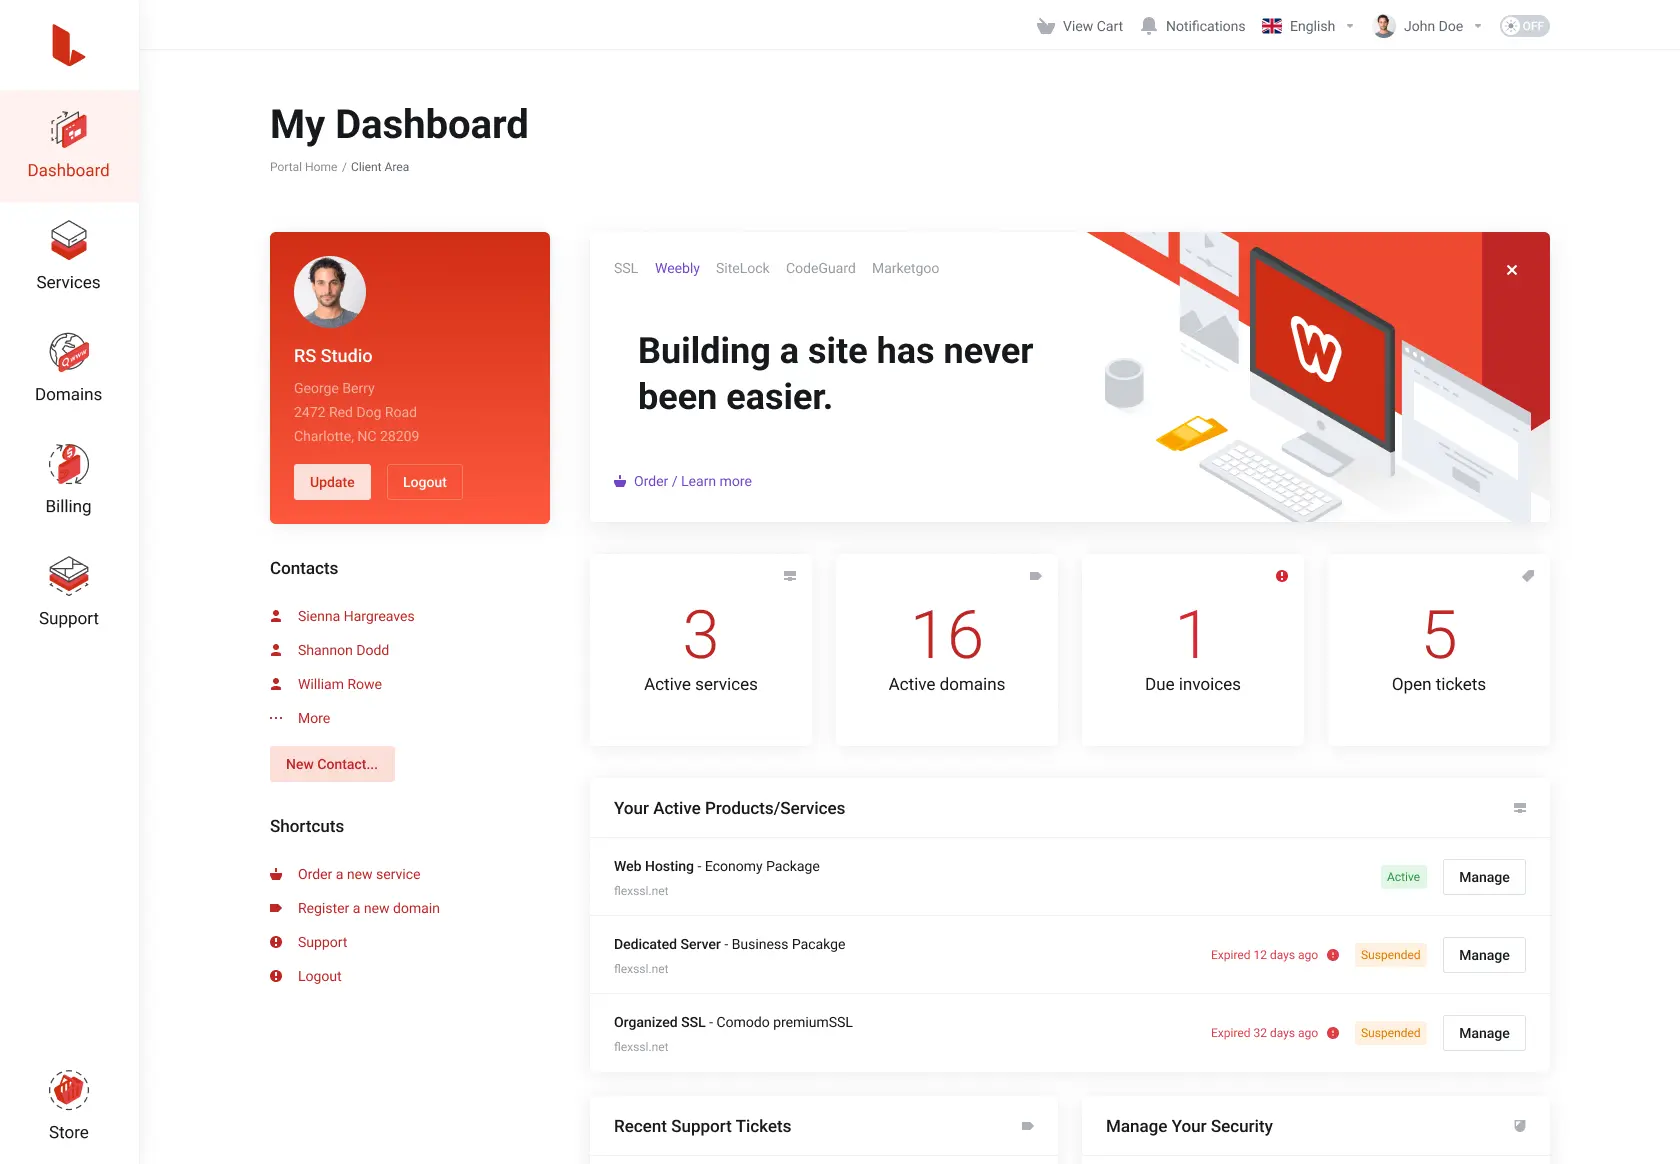 View Cart
Notifications
English
John Doe
OFF
Dashboard
Services
Domains
Billing
Support
Store
My Dashboard
Portal Home / Client Area
RS Studio
George Berry
2472 Red Dog Road
Charlotte, NC 28209
Update
Logout
Contacts
Sienna Hargreaves
Shannon Dodd
William Rowe
More
New Contact...
Shortcuts
Order a new service
Register a new domain
Support
Logout
SSL
Weebly
SiteLock
CodeGuard
Marketgoo
Building a site has never
been easier.
Order / Learn more
W
3
Active services
16
Active domains
1
Due invoices
5
Open tickets
Your Active Products/Services
Web Hosting - Economy Package
flexssl.net
Active
Manage
Dedicated Server - Business Pacakge
flexssl.net
Expired 12 days ago
Suspended
Manage
Organized SSL - Comodo premiumSSL
flexssl.net
Expired 32 days ago
Suspended
Manage
Recent Support Tickets
Manage Your Security